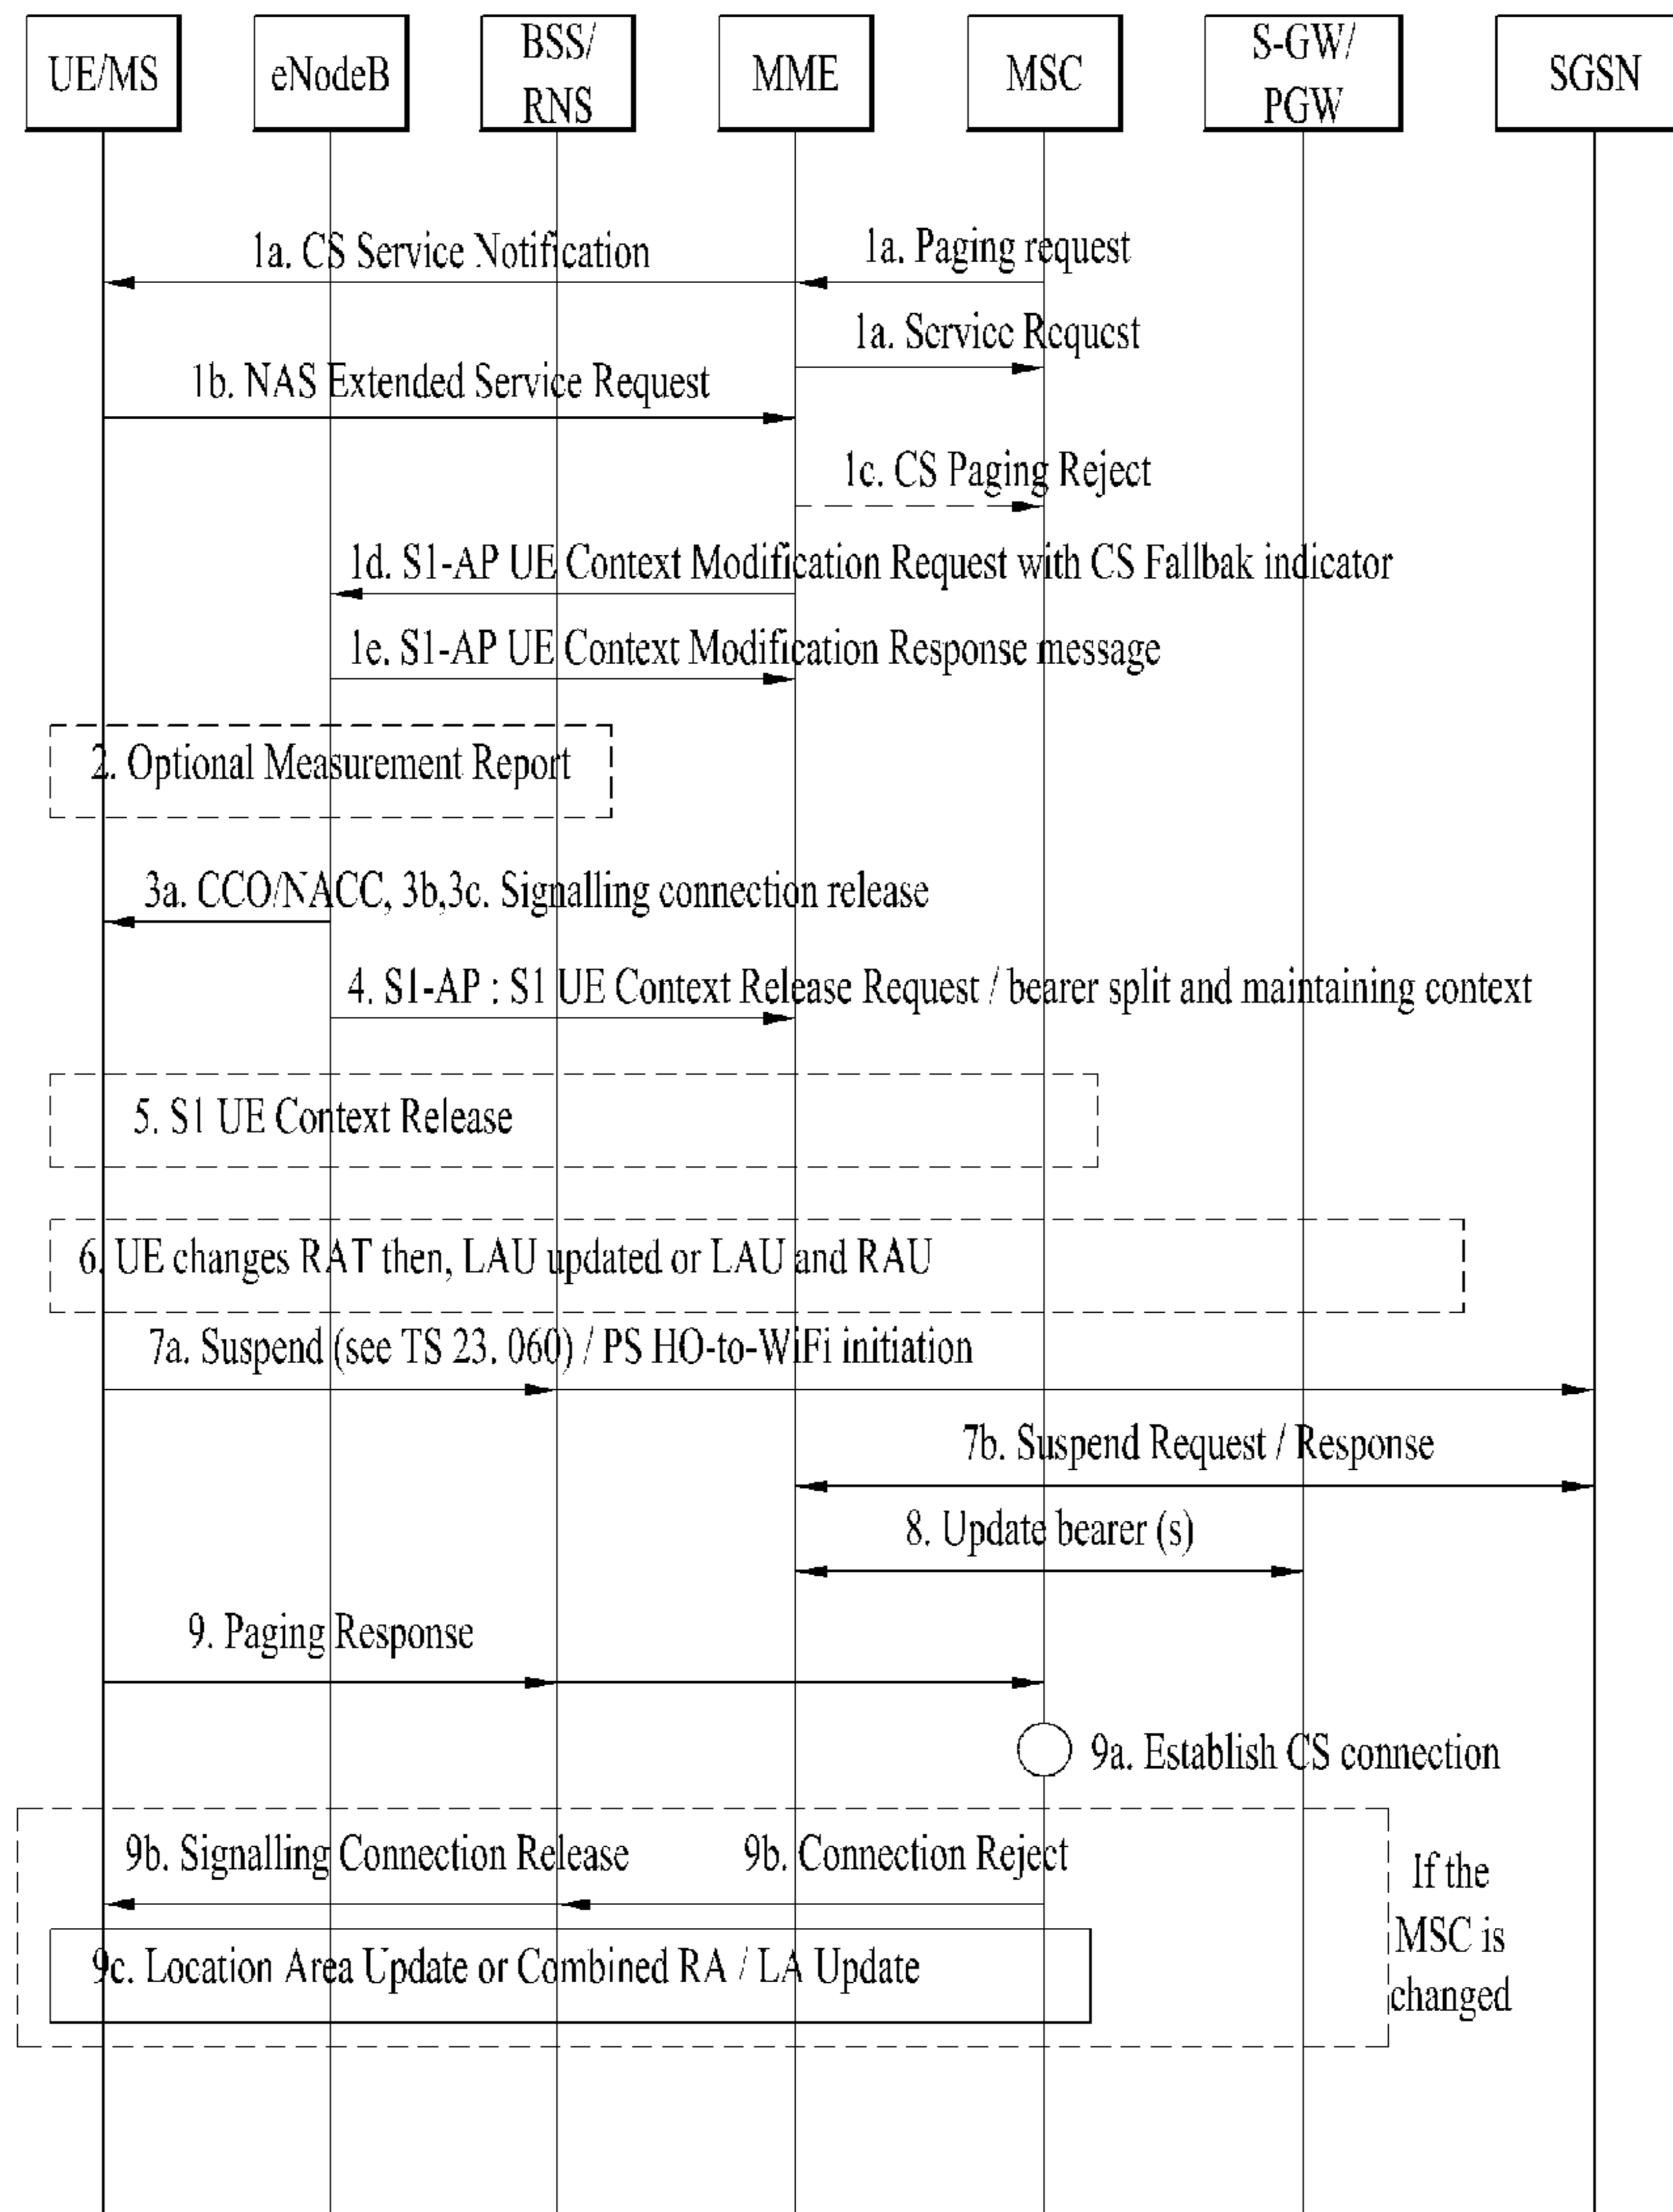 UE/MS
eNodeB
BSS/
RNS
MME
MSC
S-GW/
PGW
SGSN
1a. CS Service Notification
1a. Paging request
1a. Service Request
1b. NAS Extended Service Request
1c. CS Paging Reject
1d. S1-AP UE Context Modification Request with CS Fallbak indicator
1e. S1-AP UE Context Modification Response message
2. Optional Measurement Report
3a. CCO/NACC, 3b,3c. Signalling connection release
4. S1-AP : S1 UE Context Release Request / bearer split and maintaining context
5. S1 UE Context Release
6. UE changes RAT then, LAU updated or LAU and RAU
7a. Suspend (see TS 23. 060) / PS HO-to-WiFi initiation
7b. Suspend Request / Response
8. Update bearer (s)
9. Paging Response
9a. Establish CS connection
9b. Signalling Connection Release
9b. Connection Reject
If the
MSC is
changed
9c. Location Area Update or Combined RA / LA Update